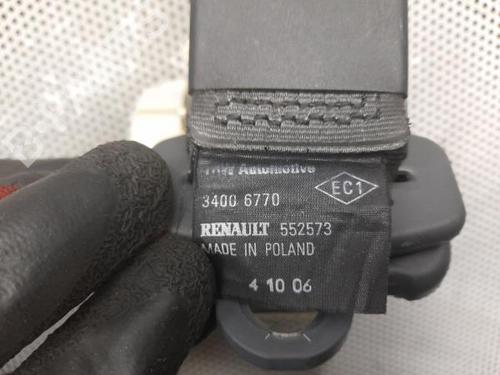 TRW Automotive
EC1
3400 6770
RENAULT 552573
MADE IN POLAND
4 10 06